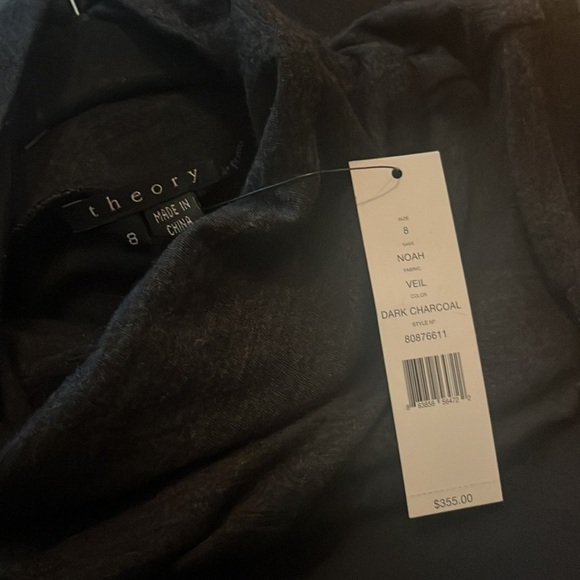 theory
8
MADE IN
CHINA
SIZE
8
NAME
NOAH
FABRIC
VEIL
COLOR
DARK CHARCOAL
STYLE Nº
80876611
$355.00